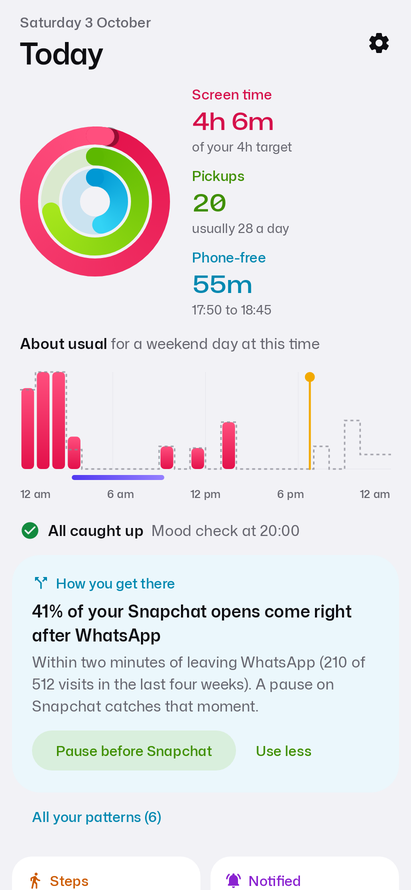 Saturday 3 October
Today
Screen time
4h 6m
of your 4h target
Pickups
20
usually 28 a day
Phone-free
55m
17:50 to 18:45
About usual for a weekend day at this time
12 am 6 am 12 pm 6 pm 12 am
All caught up Mood check at 20:00
How you get there
41% of your Snapchat opens come right
after WhatsApp
Within two minutes of leaving WhatsApp (210 of
512 visits in the last four weeks). A pause on
Snapchat catches that moment.
Pause before Snapchat Use less
All your patterns (6)
Steps Notified